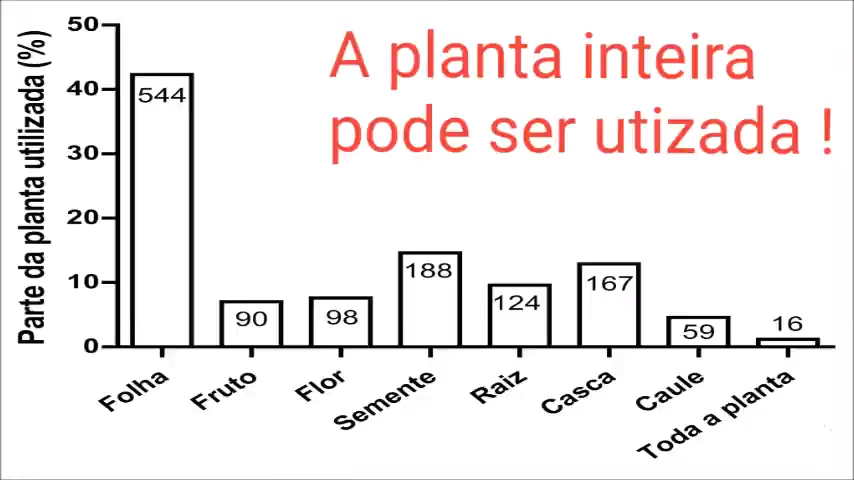 A planta inteira
pode ser utizada !
Parte da planta utilizada (%)
50
40
30
20
10
0
544
90
98
188
124
167
59
16
Folha
Fruto
Flor
Semente
Raiz
Casca
Caule
Toda a planta